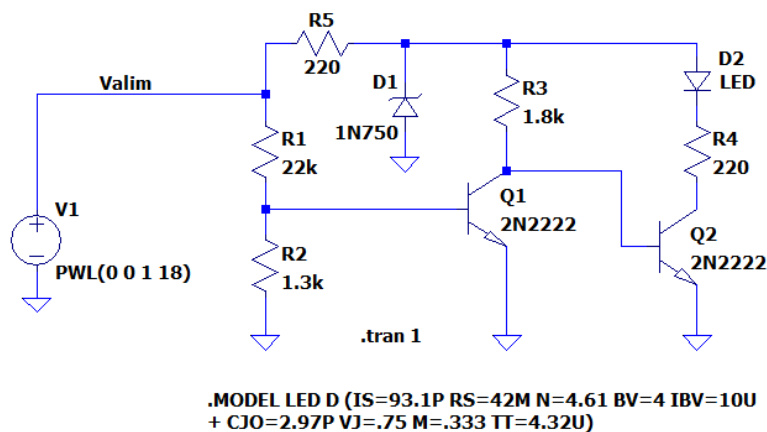 R5
220
Valim
D1
1N750
R3
1.8k
D2
LED
R1
22k
R4
220
V1
PWL(0 0 1 18)
R2
1.3k
Q1
2N2222
Q2
2N2222
.tran 1
.MODEL LED D (IS=93.1P RS=42M N=4.61 BV=4 IBV=10U
+ CJO=2.97P VJ=.75 M=.333 TT=4.32U)